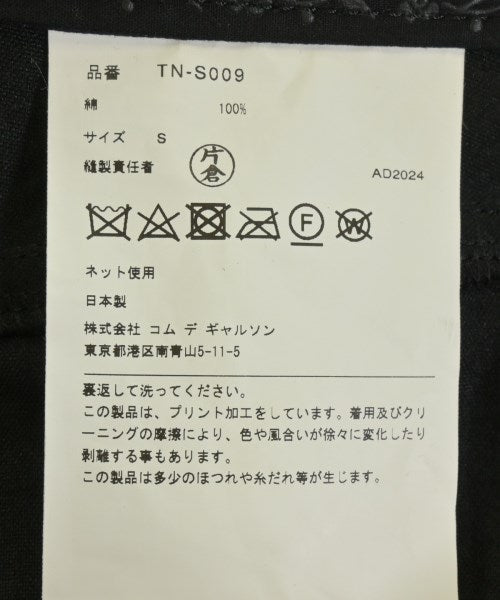 品番 TN-S009
綿 100%
サイズ S
縫製責任者 片倉
AD2024
F W
ネット使用
日本製
株式会社 コム デ ギャルソン
東京都港区南青山5-11-5
裏返して洗ってください。
この製品は、プリント加工をしています。着用及びクリ
ーニングの摩擦により、色や風合いが徐々に変化したり
剥離する事もあります。
この製品は多少のほつれや糸だれ等が生じます。